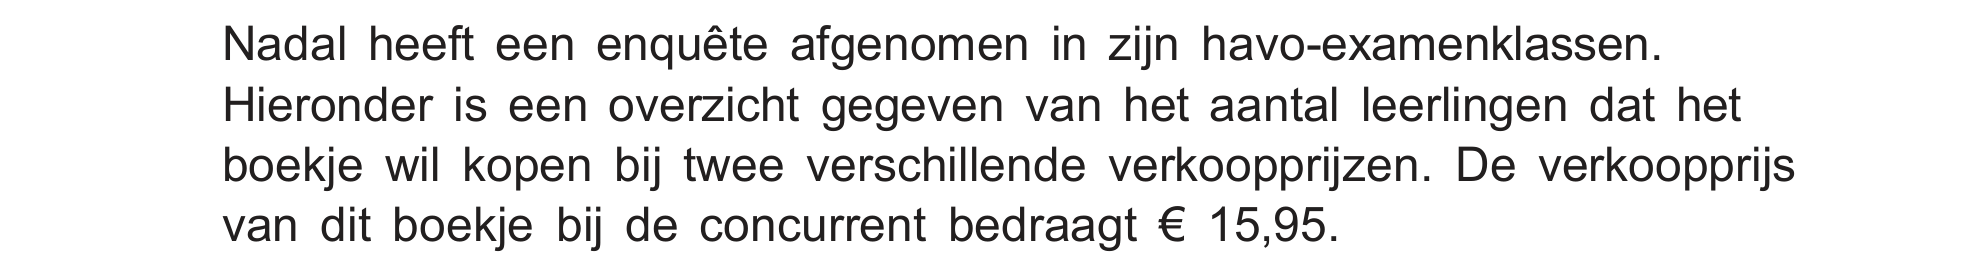 Nadal heeft een enquête afgenomen in zijn havo-examenklassen.
Hieronder is een overzicht gegeven van het aantal leerlingen dat het
boekje wil kopen bij twee verschillende verkoopprijzen. De verkoopprijs
van dit boekje bij de concurrent bedraagt € 15,95.